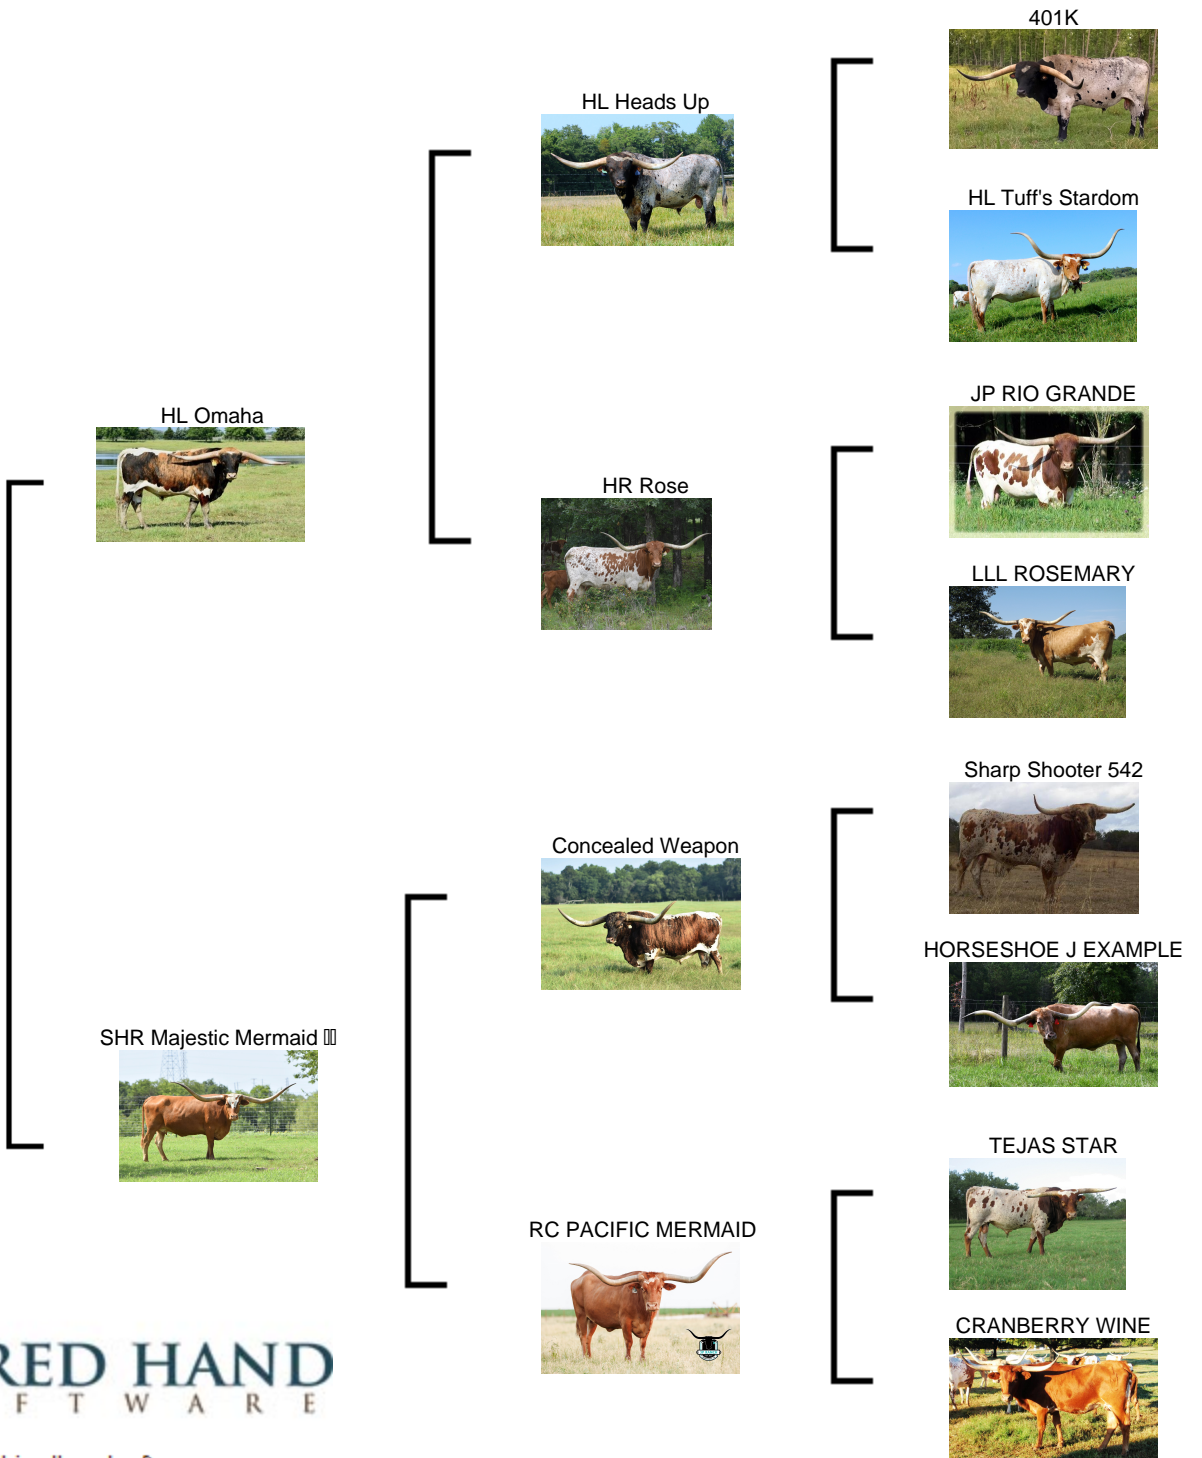 401K
HL Heads Up
HL Tuff's Stardom
JP RIO GRANDE
HL Omaha
HR Rose
LLL ROSEMARY
Sharp Shooter 542
Concealed Weapon
HORSESHOE J EXAMPLE
SHR Majestic Mermaid
TEJAS STAR
RC PACIFIC MERMAID
CRANBERRY WINE
RED HAND
F T W A R E